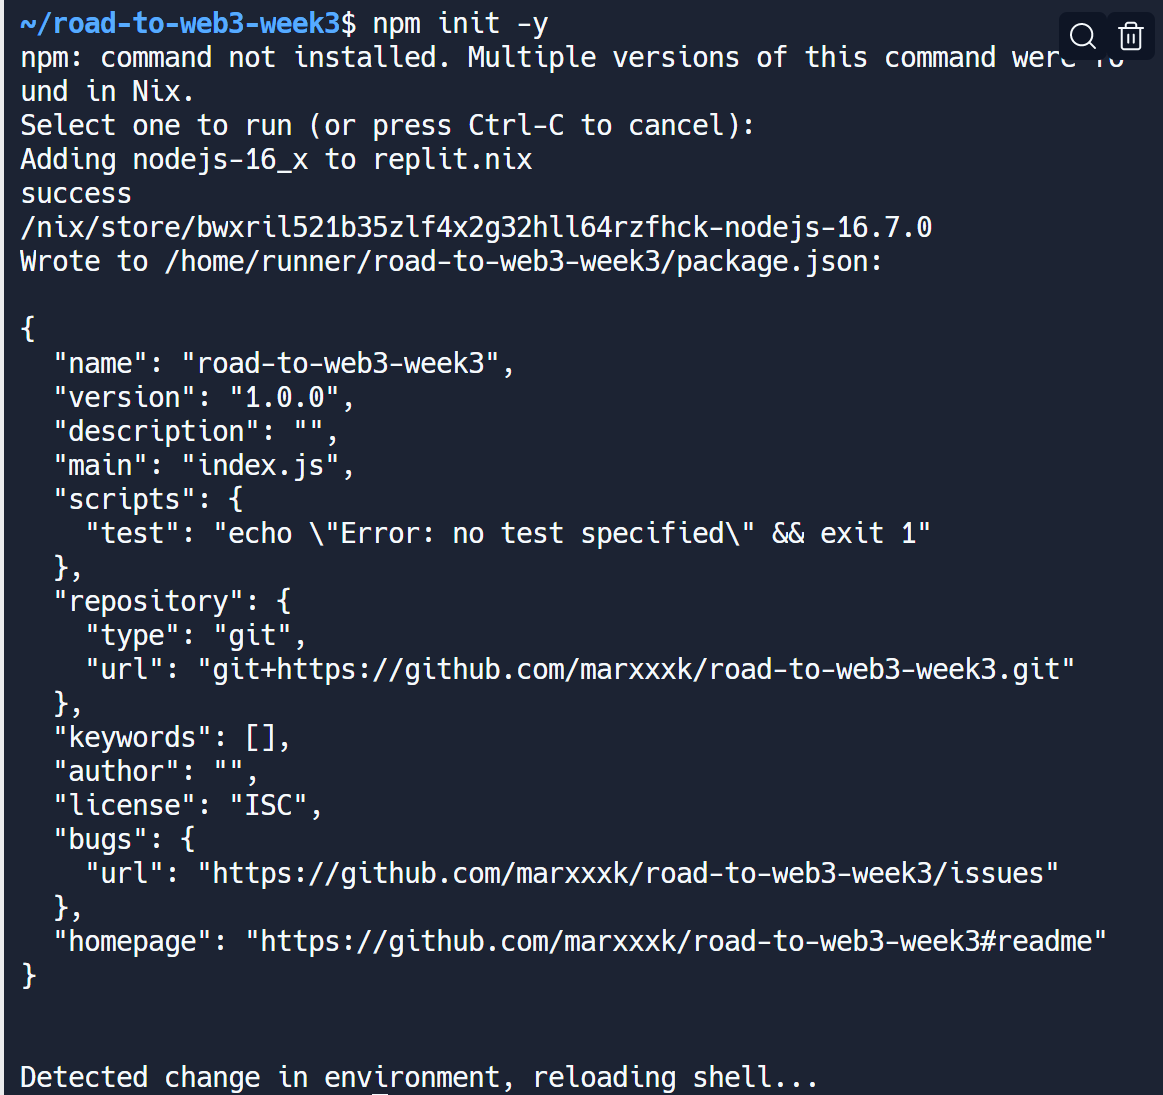 ~/road-to-web3-week3$ npm init -y
npm: command not installed. Multiple versions of this command were fo
und in Nix.
Select one to run (or press Ctrl-C to cancel):
Adding nodejs-16_x to replit.nix
success
/nix/store/bwxril521b35zlf4x2g32hll64rzfhck-nodejs-16.7.0
Wrote to /home/runner/road-to-web3-week3/package.json:

{
  "name": "road-to-web3-week3",
  "version": "1.0.0",
  "description": "",
  "main": "index.js",
  "scripts": {
    "test": "echo \"Error: no test specified\" && exit 1"
  },
  "repository": {
    "type": "git",
    "url": "git+https://github.com/marxxxk/road-to-web3-week3.git"
  },
  "keywords": [],
  "author": "",
  "license": "ISC",
  "bugs": {
    "url": "https://github.com/marxxxk/road-to-web3-week3/issues"
  },
  "homepage": "https://github.com/marxxxk/road-to-web3-week3#readme"
}

Detected change in environment, reloading shell...